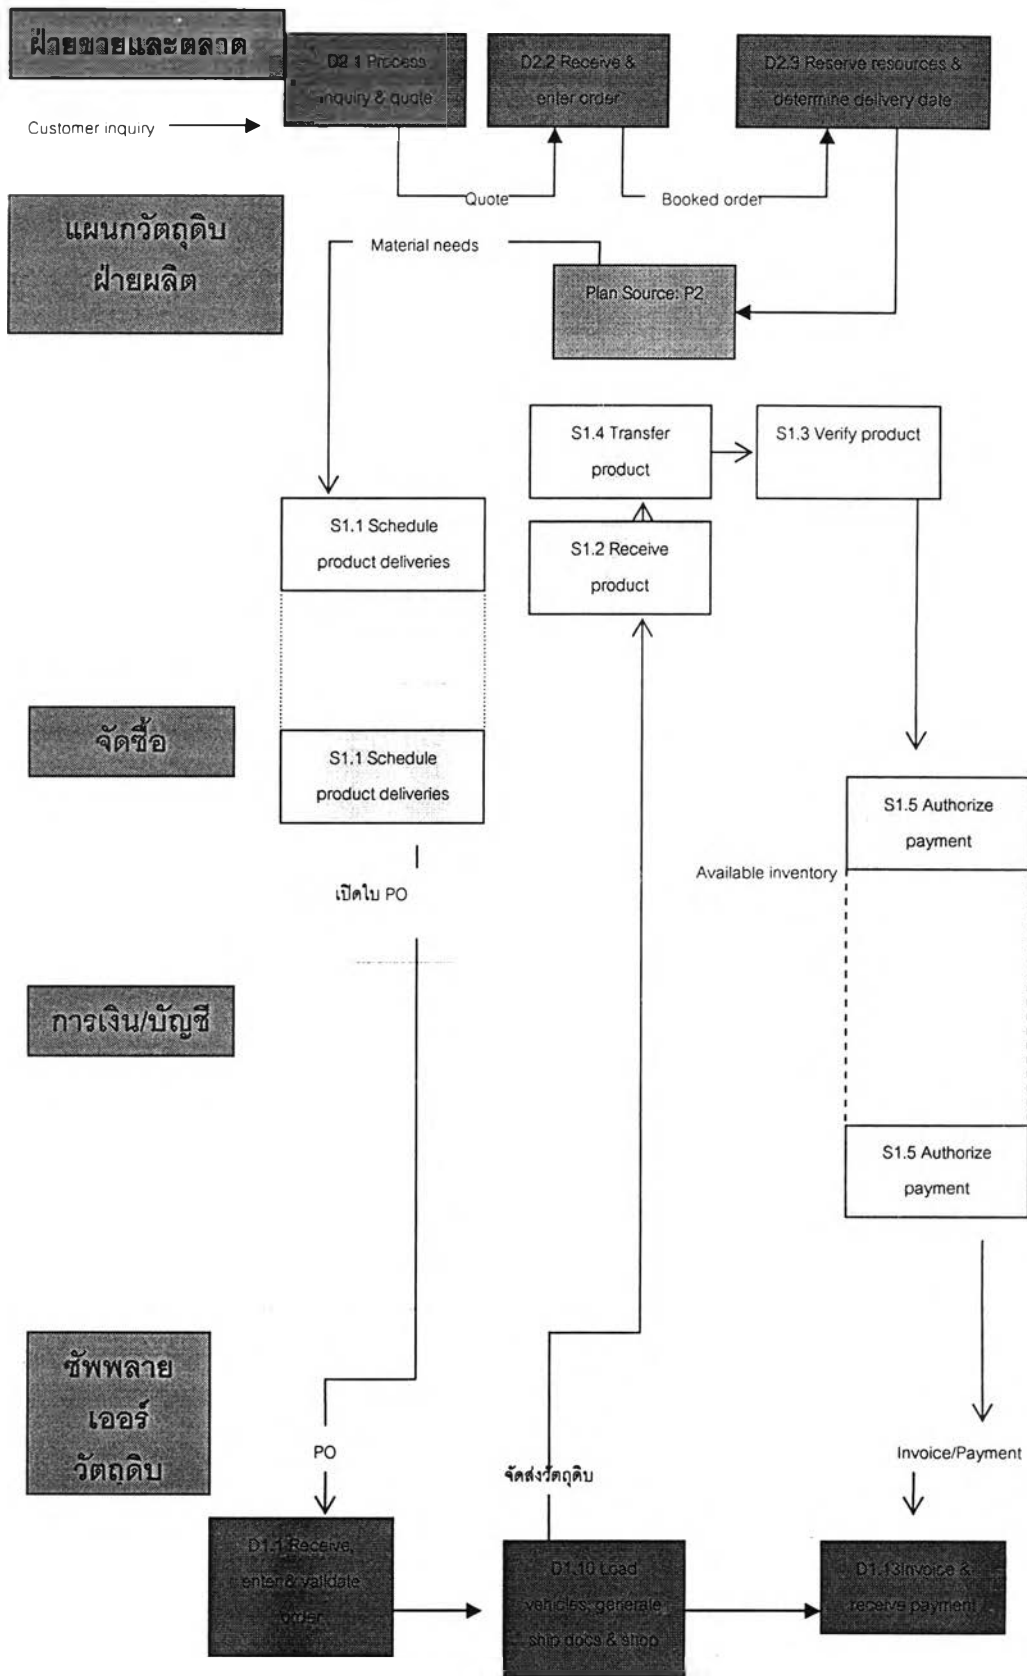 ฝ่ายขายและตลาด
D2.1 Process
inquiry & quote
D2.2 Receive &
enter order
D2.3 Reserve resources &
determine delivery date
Customer inquiry
Quote
Booked order
แผนกวัตถุดิบ
ฝ่ายผลิต
Material needs
Plan Source: P2
S1.4 Transfer
product
S1.3 Verify product
S1.1 Schedule
product deliveries
S1.2 Receive
product
จัดซื้อ
S1.1 Schedule
product deliveries
S1.5 Authorize
payment
Available inventory
เปิดใบ PO
การเงิน/บัญชี
S1.5 Authorize
payment
ซัพพลาย
เออร์
วัตถุดิบ
PO
จัดส่งวัตถุดิบ
Invoice/Payment
D1.1 Receive,
enter & validate
order
D1.10 Load
vehicles, generate
ship docs & shop
D1.13Invoice &
receive payment